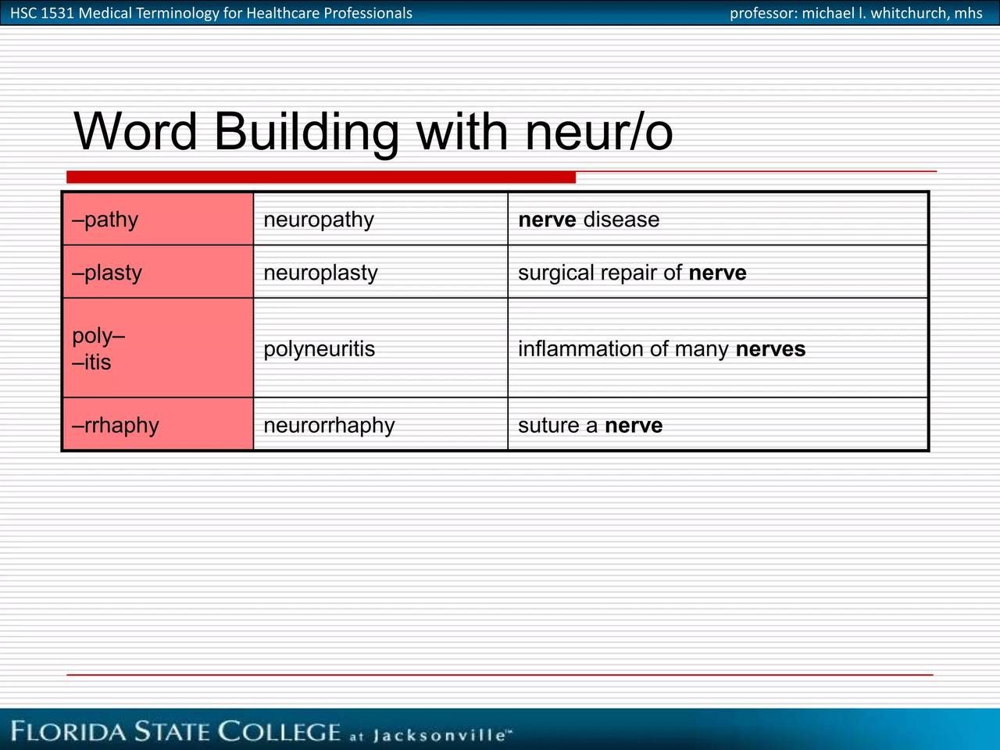 HSC 1531 Medical Terminology for Healthcare Professionals professor: michael l. whitchurch, mhs
Word Building with neur/o
–pathy neuropathy nerve disease
–plasty neuroplasty surgical repair of nerve
poly–
–itis polyneuritis inflammation of many nerves
–rrhaphy neurorrhaphy suture a nerve
FLORIDA STATE COLLEGE at Jacksonville™